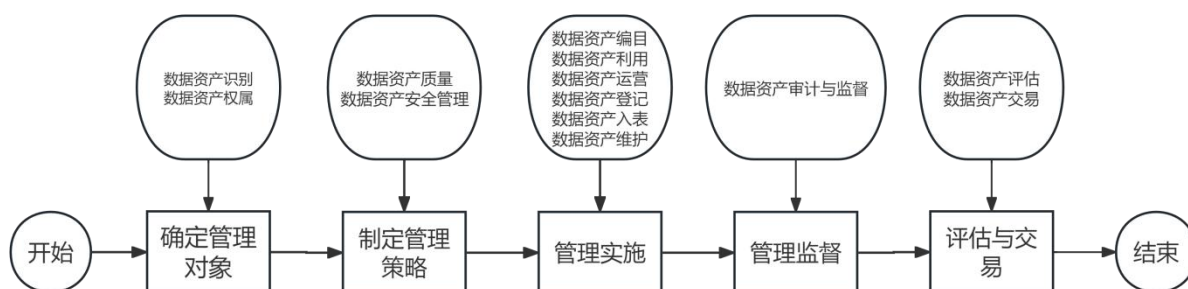 数据资产识别
数据资产权属
数据资产质量
数据资产安全管理
数据资产编目
数据资产利用
数据资产运营
数据资产登记
数据资产入表
数据资产维护
数据资产审计与监督
数据资产评估
数据资产交易
开始
确定管理
对象
制定管理
策略
管理实施
管理监督
评估与交
易
结束